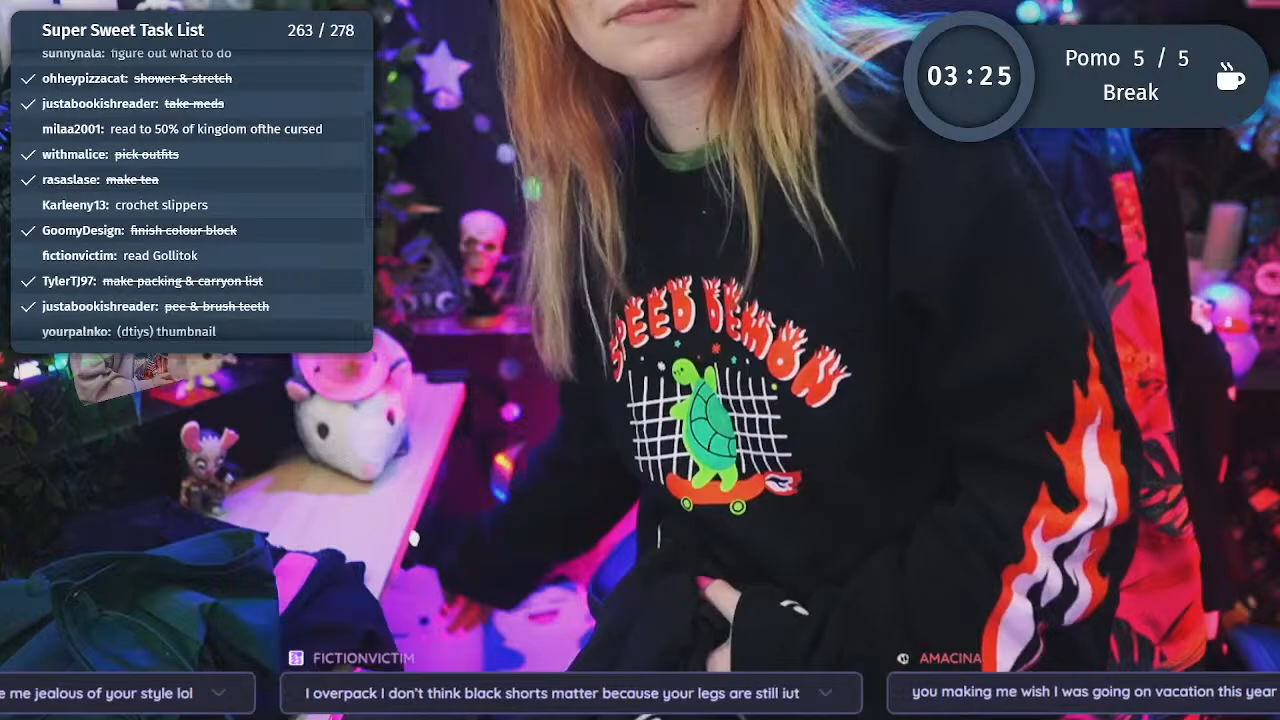 Super Sweet Task List 263 / 278
sunnynala: figure out what to do
ohheypizzacat: shower & stretch
justabookishreader: take meds
milaa2001: read to 50% of kingdom ofthe cursed
withmalice: pick outfits
rasaslase: make tea
Karleeny13: crochet slippers
GoomyDesign: finish colour block
fictionvictim: read Gollitok
TylerTJ97: make packing & carryon list
justabookishreader: pee & brush teeth
yourpalnko: (dtiys) thumbnail
03:25
Pomo 5 / 5
Break
SPEED DEMON
FICTIONVICTIM
AMACINA
e me jealous of your style lol
I overpack I don't think black shorts matter because your legs are still iut
you making me wish I was going on vacation this year